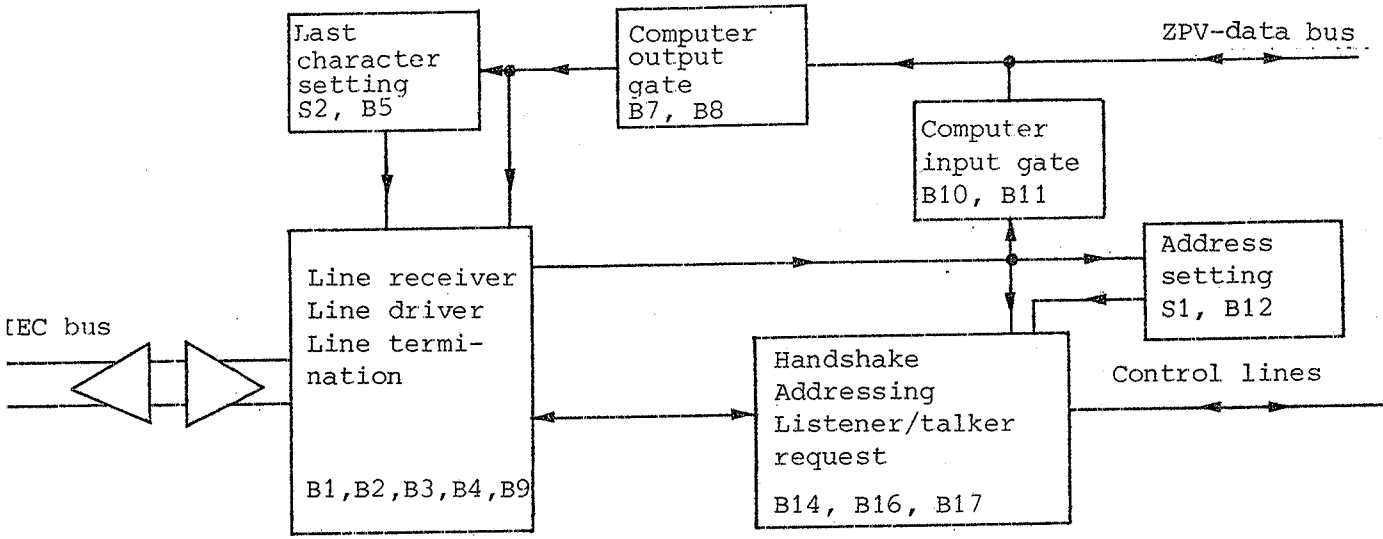 Last
character
setting
S2, B5
Computer
output
gate
B7, B8
ZPV-data bus
Computer
input gate
B10, B11
Address
setting
S1, B12
IEC bus
Line receiver
Line driver
Line termi-
nation
B1,B2,B3,B4,B9
Handshake
Addressing
Listener/talker
request
B14, B16, B17
Control lines